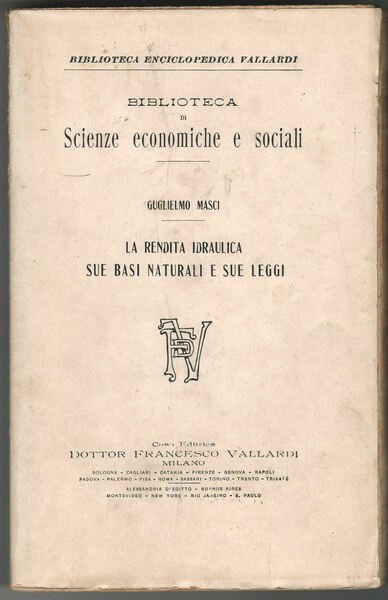 BIBLIOTECA ENCICLOPEDICA VALLARDI
BIBLIOTECA
DI
Scienze economiche e sociali
GUGLIELMO MASCI
LA RENDITA IDRAULICA
SUE BASI NATURALI E SUE LEGGI
Casa Editrice
DOTTOR FRANCESCO VALLARDI
MILANO
BOLOGNA - CAGLIARI - CATANIA - FIRENZE - GENOVA - NAPOLI
PADOVA - PALERMO - PISA - ROMA - SASSARI - TORINO - TRENTO - TRIESTE
ALESSANDRIA D'EGITTO - BUENOS AIRES
MONTEVIDEO - NEW YORK - RIO JANEIRO - S. PAULO